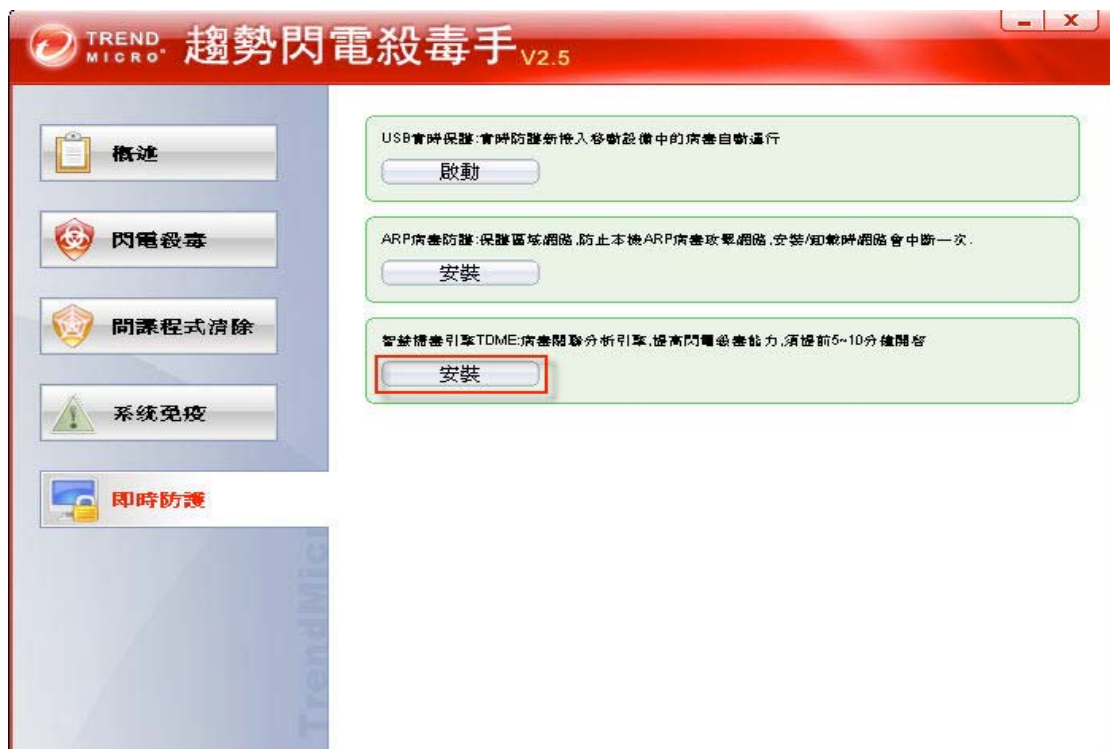 TREND MICRO 趨勢閃電殺毒手 V2.5
概述
閃電殺毒
間諜程式清除
系統免疫
即時防護
USB實時保護:實時防護新接入移動設備中的病毒自動運行
啟動
ARP病毒防護:保護區域網路,防止本機ARP病毒攻擊網路,安裝/卸載時網路會中斷一次.
安裝
智慧掃毒引擎TDME:病毒關聯分析引擎,提高閃電殺毒能力,須提前5~10分鐘開啓
安裝
TrendMicr